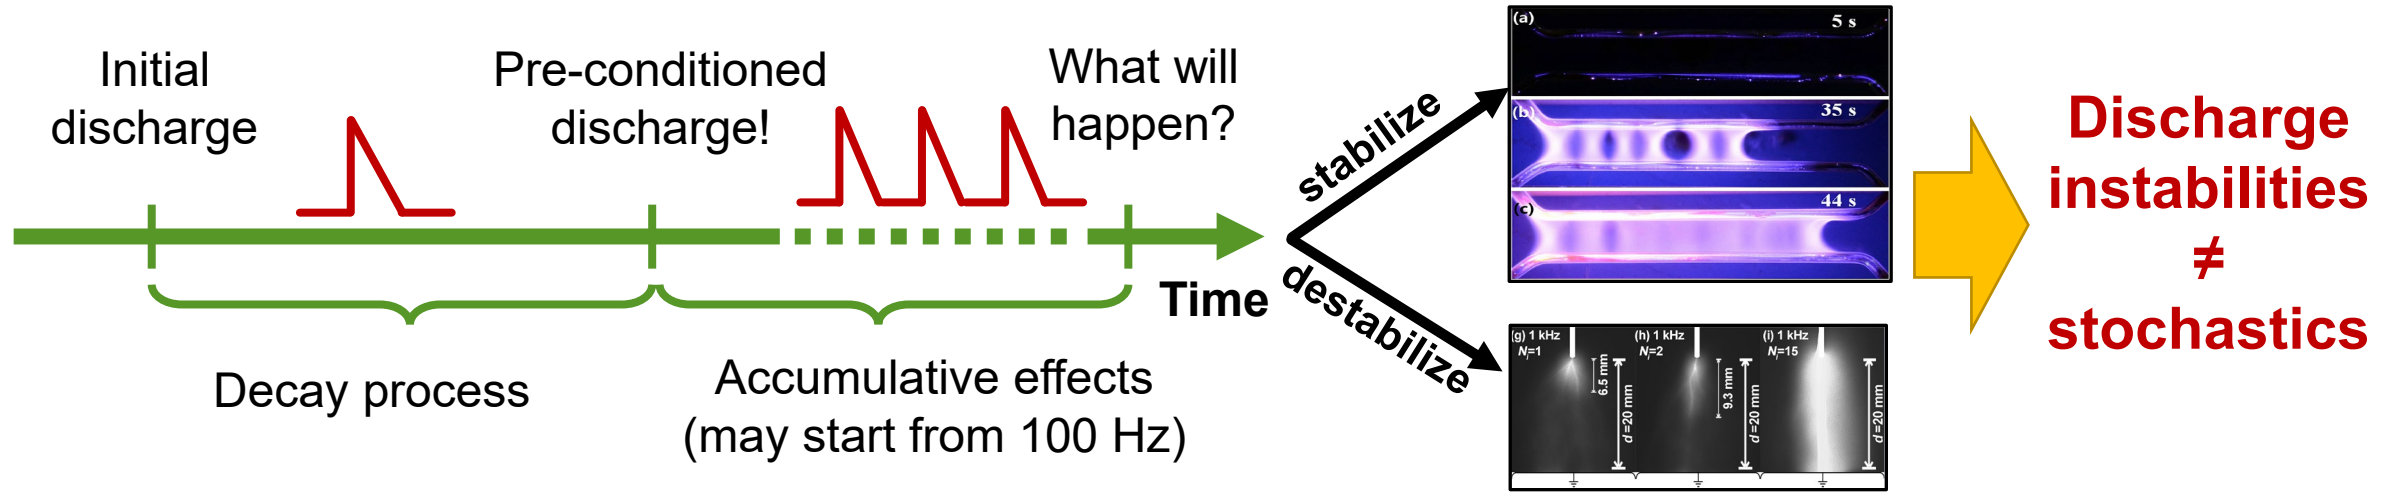 Initial
discharge
Pre-conditioned
discharge!
What will
happen?
Time
Decay process
Accumulative effects
(may start from 100 Hz)
stabilize
destabilize
(a)
5 s
(b)
35 s
(c)
44 s
(g) 1 kHz
Ni=1
6.5 mm
d=20 mm
(h) 1 kHz
Ni=2
9.3 mm
d=20 mm
(i) 1 kHz
Ni=15
d=20 mm
Discharge
instabilities
≠
stochastics